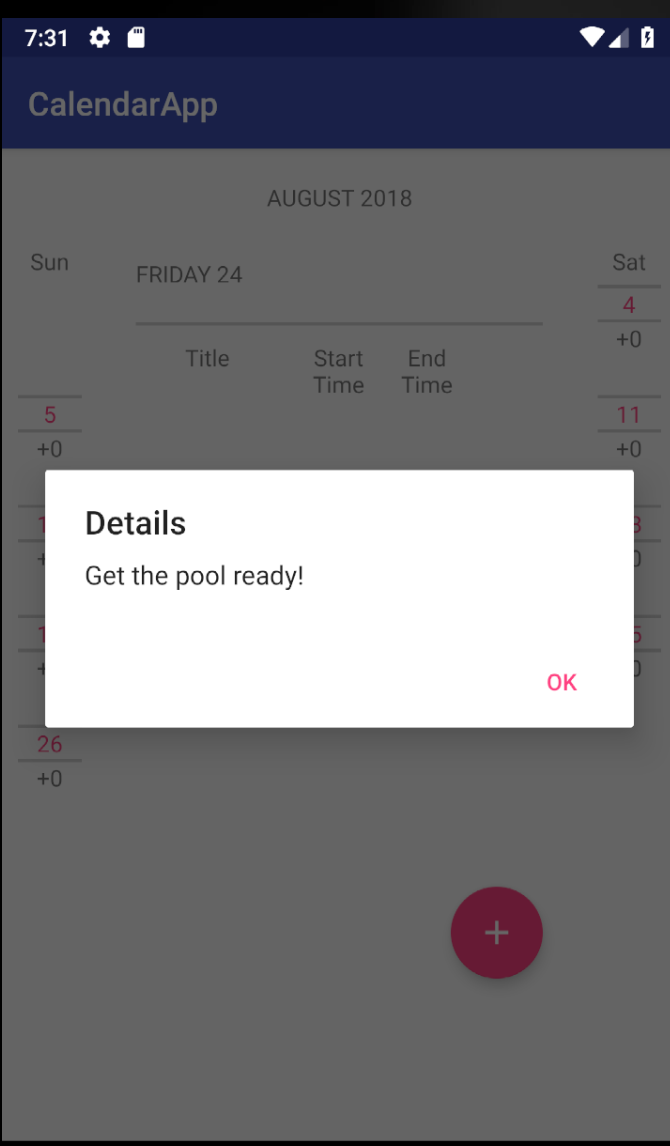 7:31
CalendarApp
AUGUST 2018
Sun
FRIDAY 24
Sat
4
+0
Title
Start
Time
End
Time
5
+0
11
+0
Details
Get the pool ready!
OK
26
+0
+